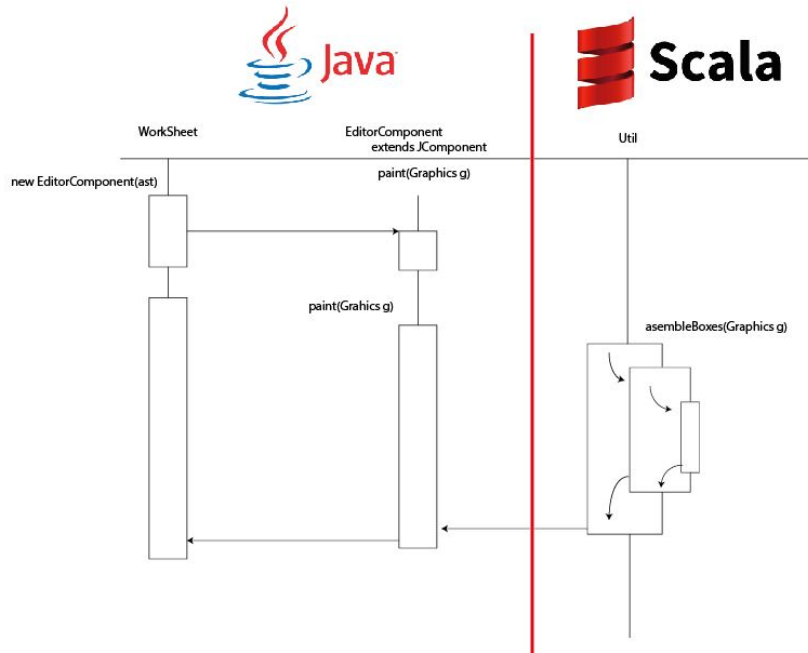 Java
Scala
WorkSheet
EditorComponent
extends JComponent
Util
new EditorComponent(ast)
paint(Graphics g)
paint(Grahics g)
asembleBoxes(Graphics g)